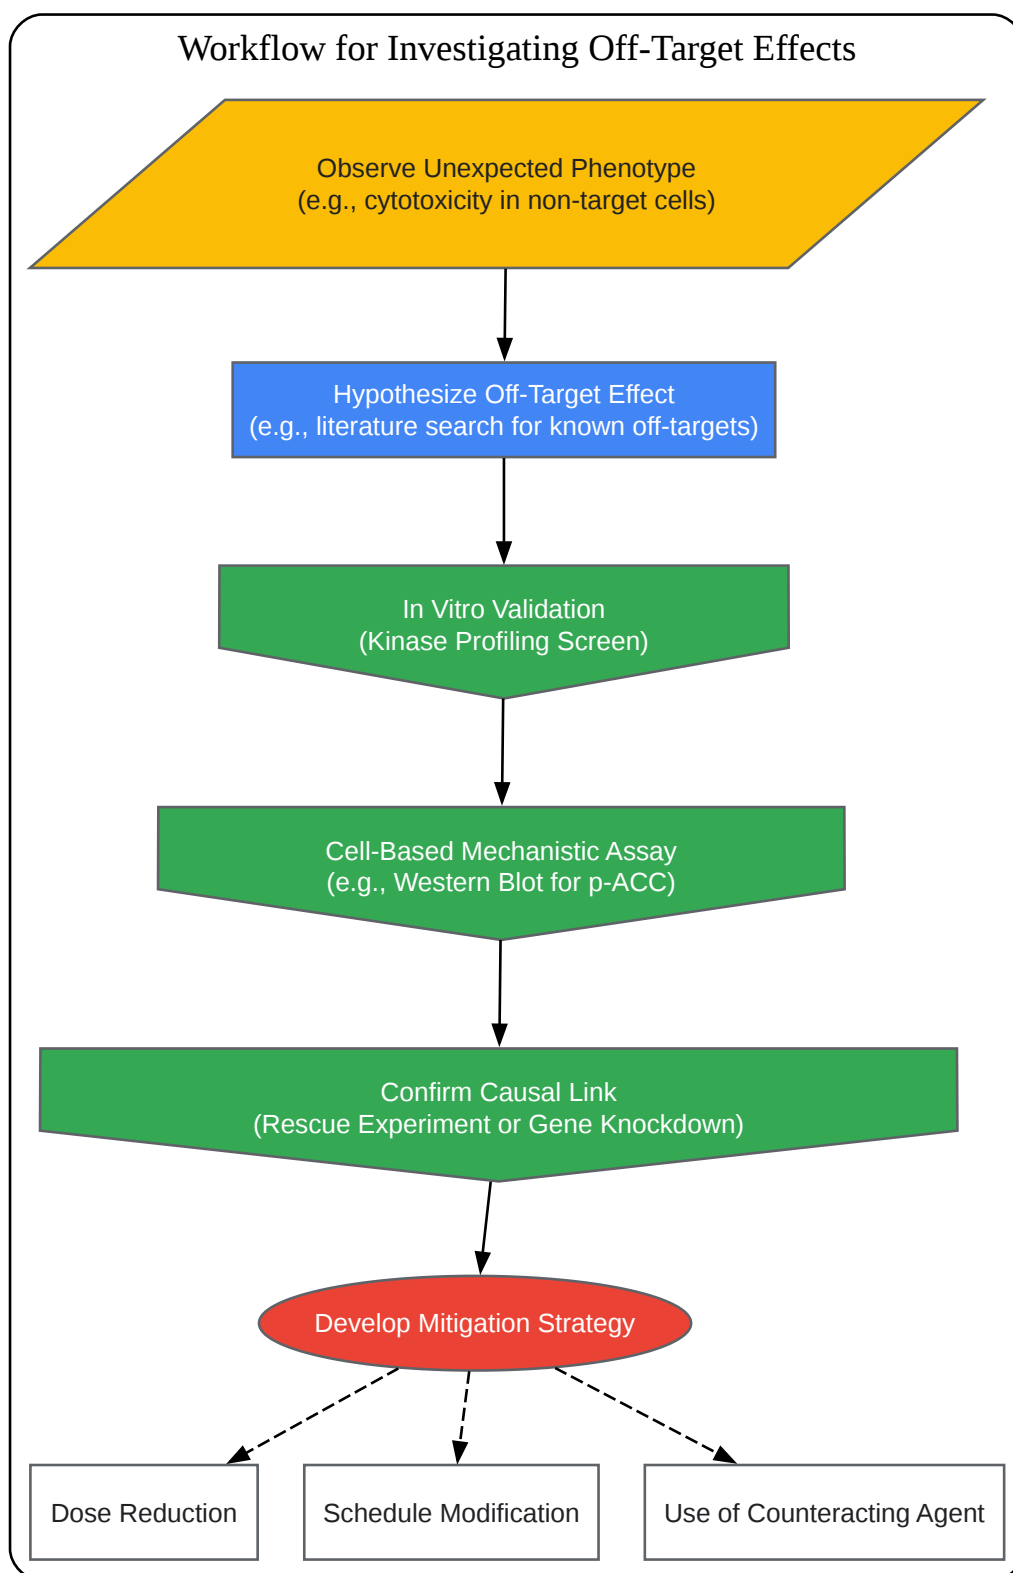 Workflow for Investigating Off-Target Effects
Observe Unexpected Phenotype
(e.g., cytotoxicity in non-target cells)
Hypothesize Off-Target Effect
(e.g., literature search for known off-targets)
In Vitro Validation
(Kinase Profiling Screen)
Cell-Based Mechanistic Assay
(e.g., Western Blot for p-ACC)
Confirm Causal Link
(Rescue Experiment or Gene Knockdown)
Develop Mitigation Strategy
Dose Reduction
Schedule Modification
Use of Counteracting Agent